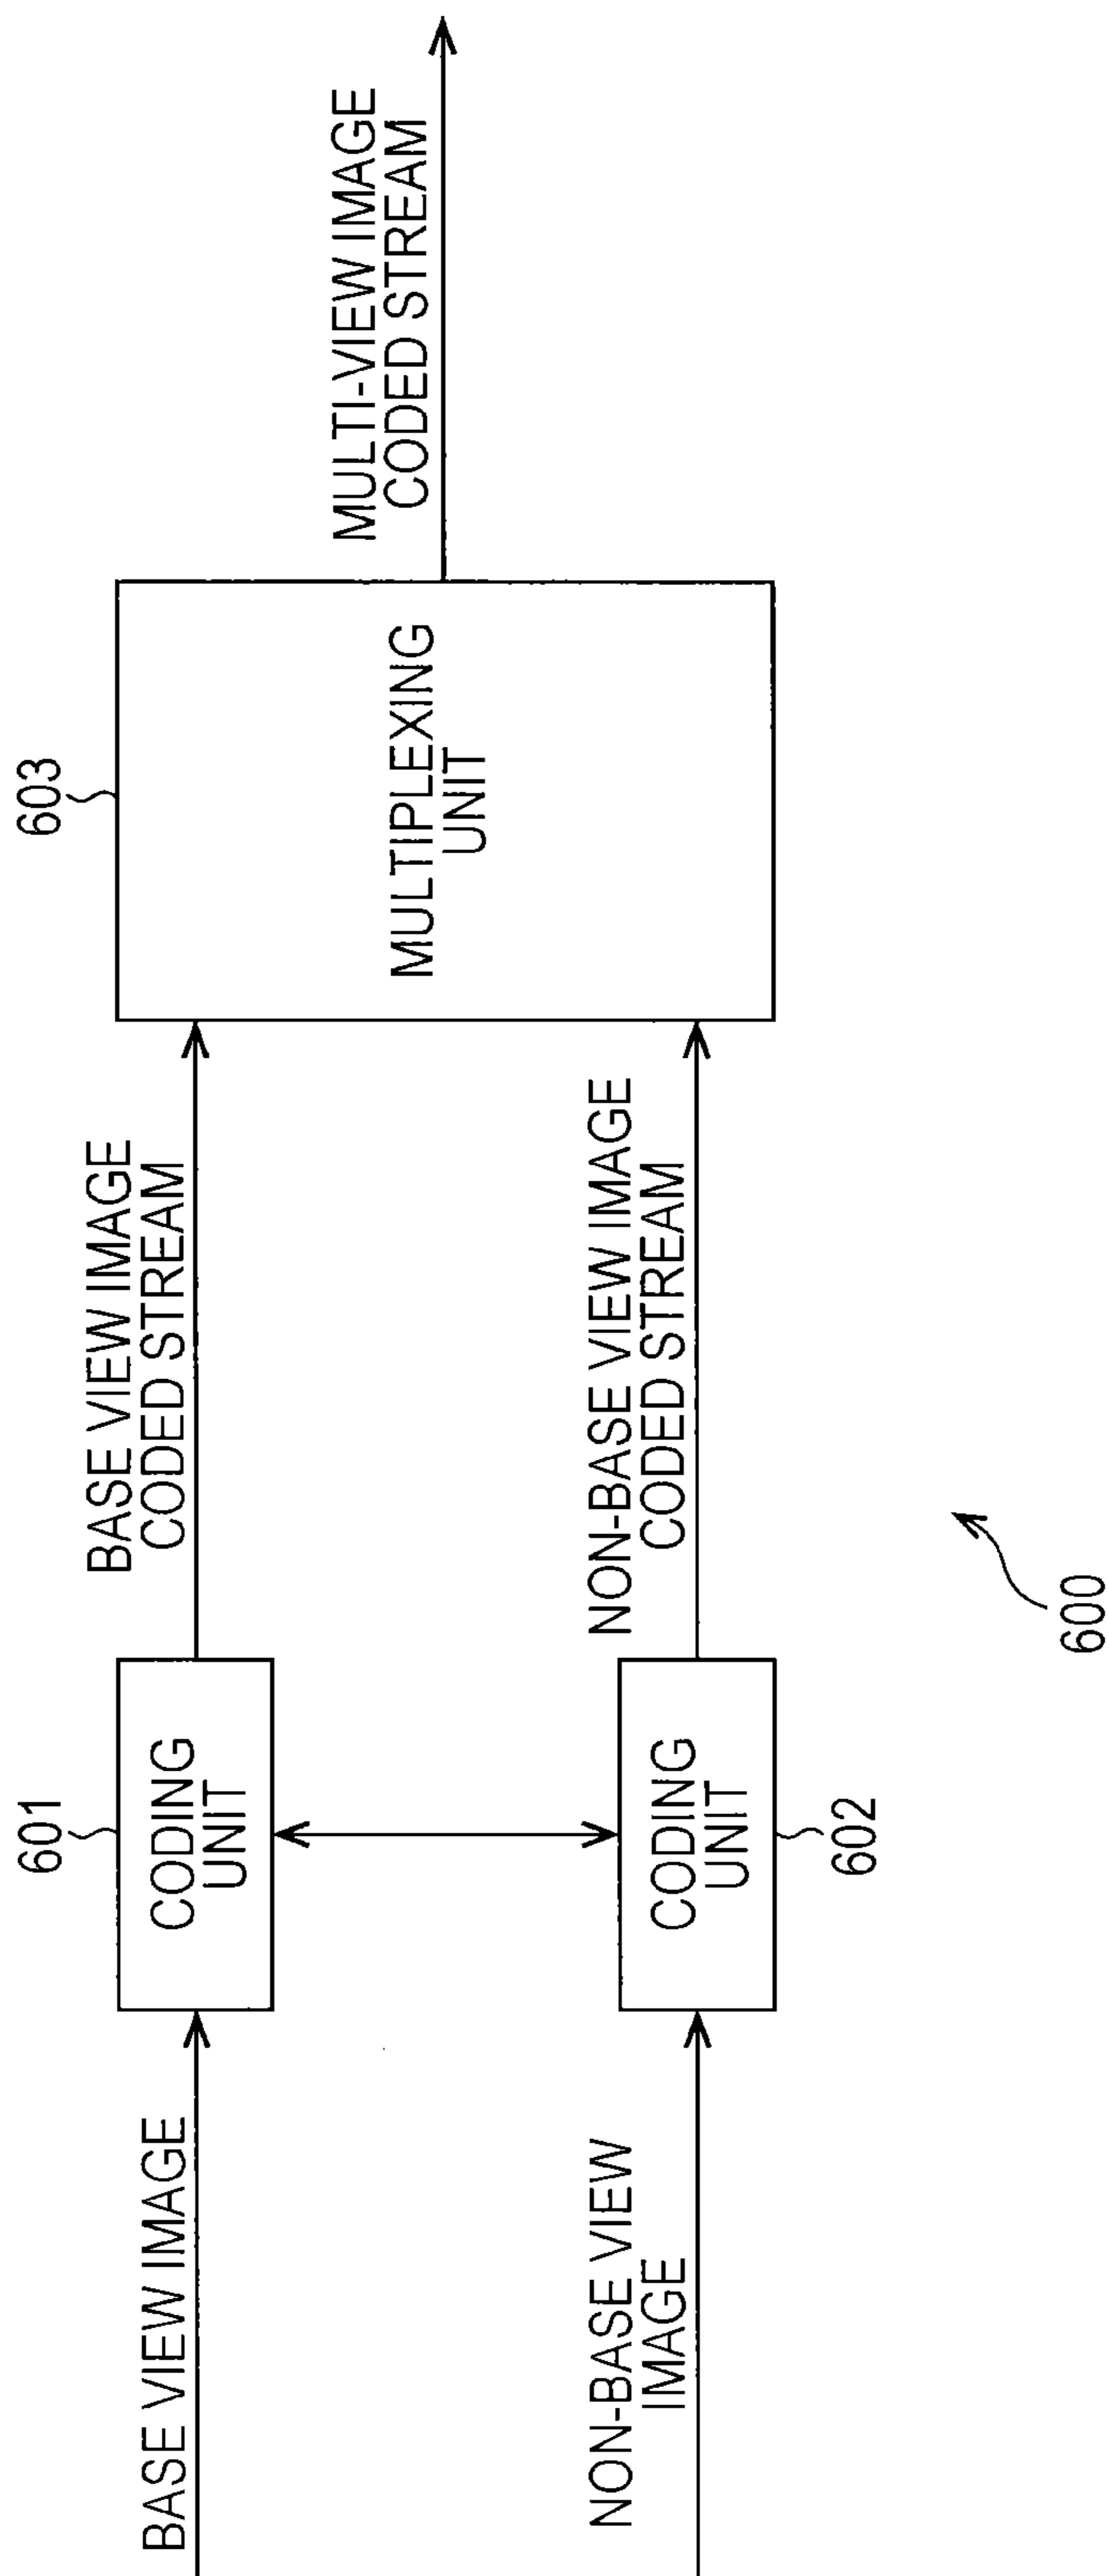 603
MULTI-VIEW IMAGE
CODED STREAM
MULTIPLEXING
UNIT
BASE VIEW IMAGE
CODED STREAM
NON-BASE VIEW IMAGE
CODED STREAM
601
CODING
UNIT
602
CODING
UNIT
BASE VIEW IMAGE
NON-BASE VIEW
IMAGE
600